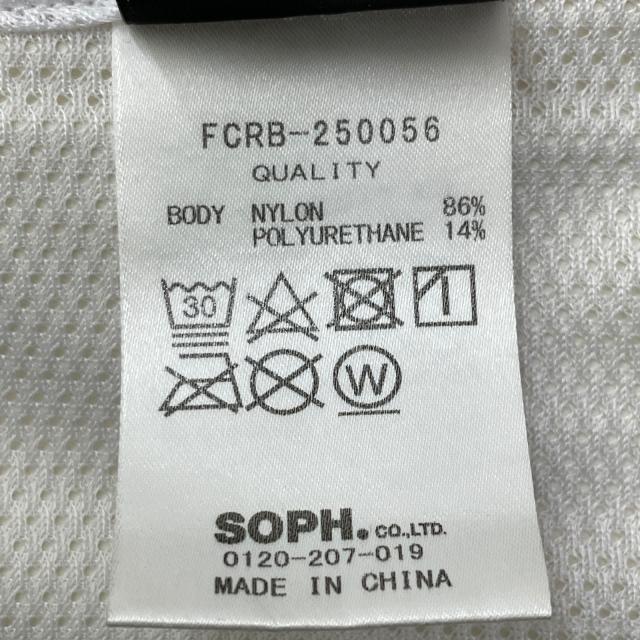 FCRB-250056
QUALITY
BODY NYLON 86%
POLYURETHANE 14%
30
W
SOPH. CO.,LTD.
0120-207-019
MADE IN CHINA